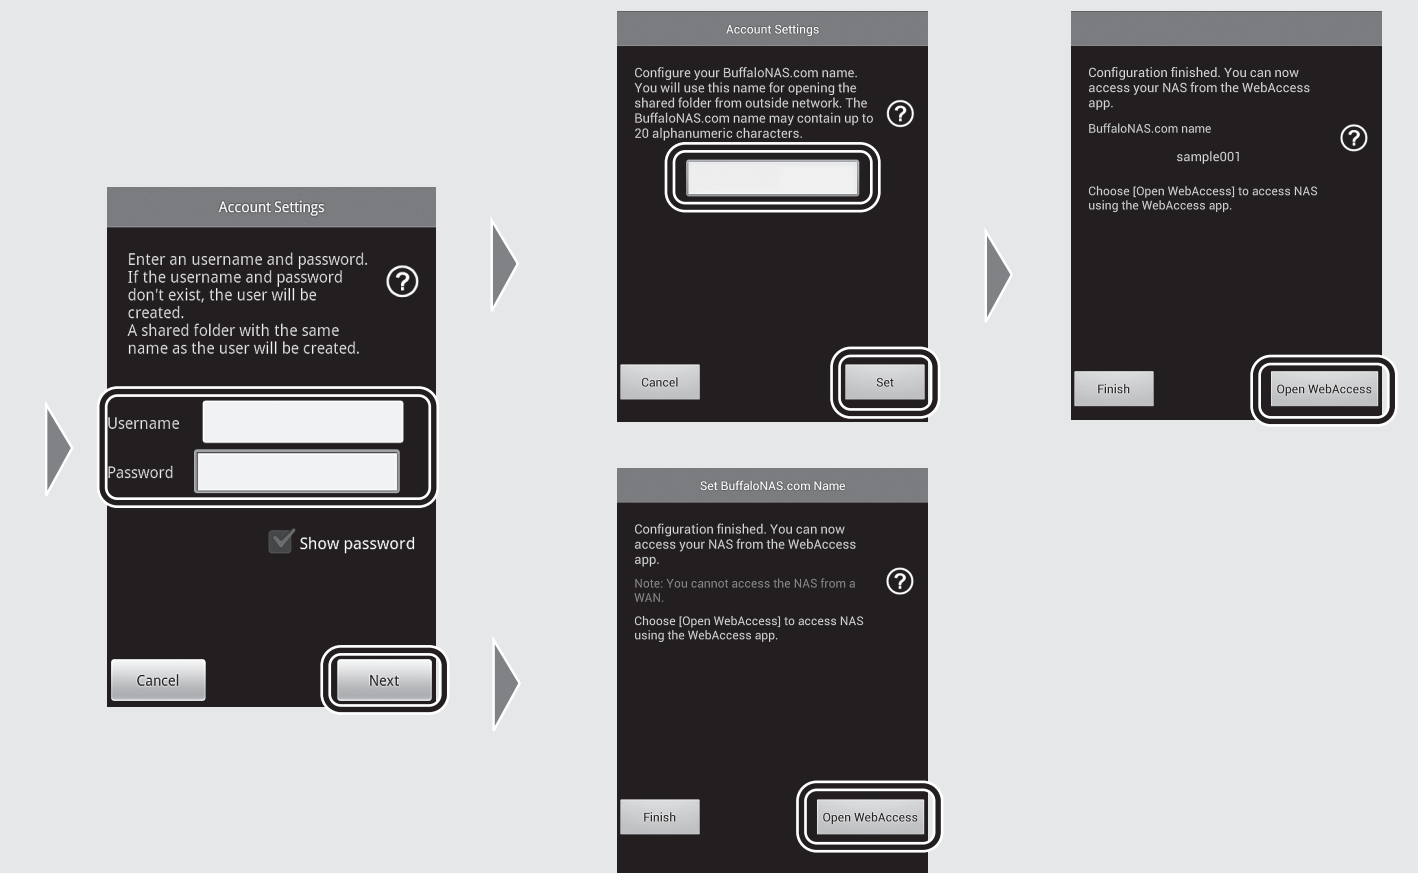 Account Settings
Enter an username and password.
If the username and password
don't exist, the user will be
created.
A shared folder with the same
name as the user will be created.
Username
Password
Show password
Cancel
Next
Account Settings
Configure your BuffaloNAS.com name.
You will use this name for opening the
shared folder from outside network. The
BuffaloNAS.com name may contain up to
20 alphanumeric characters.
Cancel
Set
Configuration finished. You can now
access your NAS from the WebAccess
app.
BuffaloNAS.com name
sample001
Choose [Open WebAccess] to access NAS
using the WebAccess app.
Finish
Open WebAccess
Set BuffaloNAS.com Name
Configuration finished. You can now
access your NAS from the WebAccess
app.
Note: You cannot access the NAS from a
WAN.
Choose [Open WebAccess] to access NAS
using the WebAccess app.
Finish
Open WebAccess